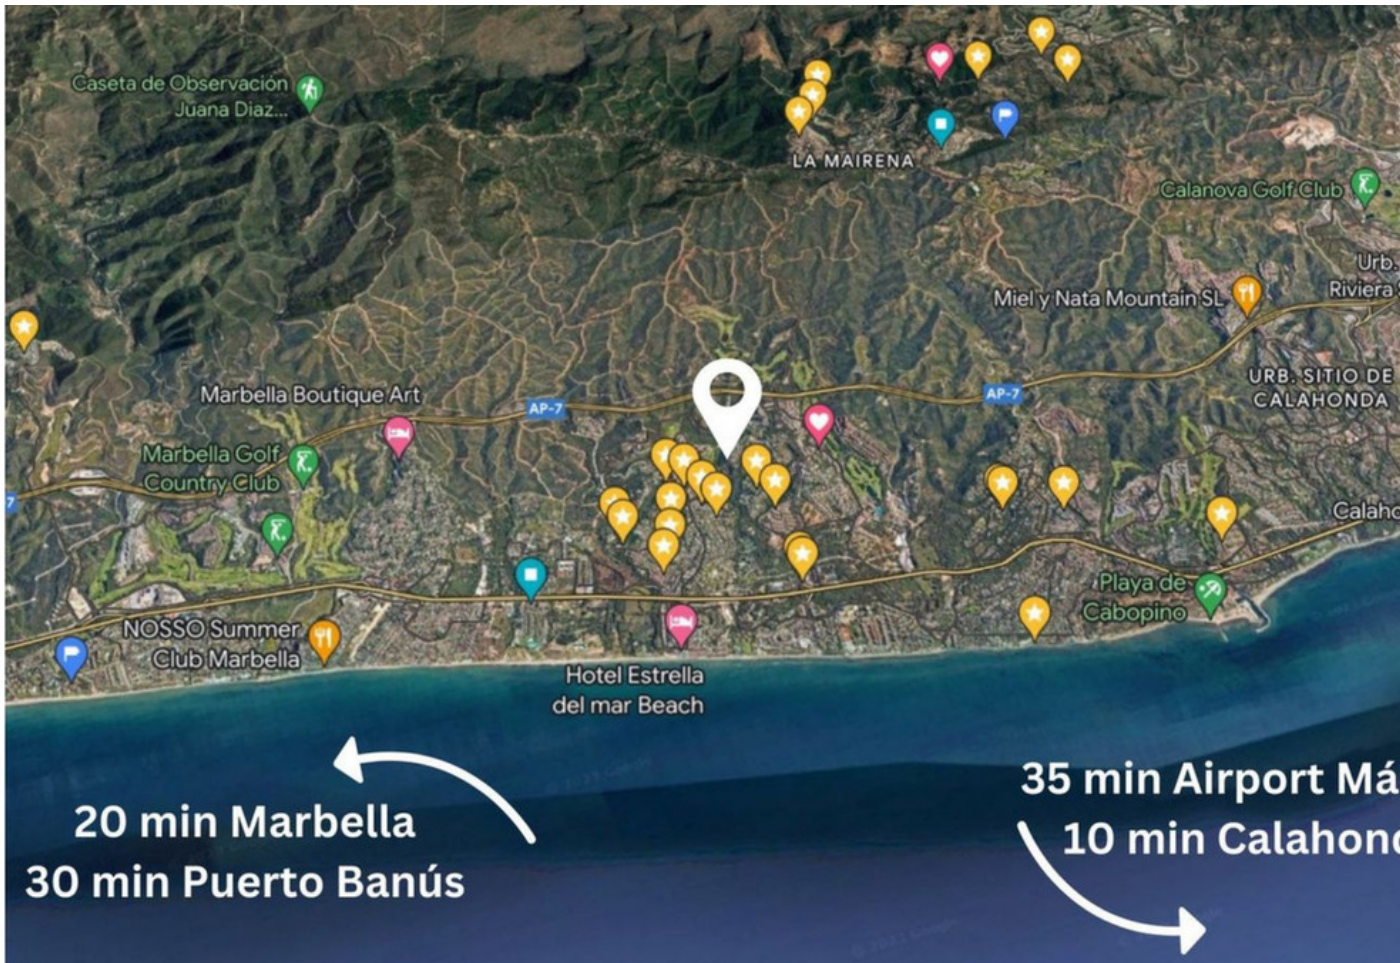 Caseta de Observación
Juana Diaz...
LA MAIRENA
Calanova Golf Club
Urb.
Riviera
Miel y Nata Mountain SL
URB. SITIO DE
CALAHONDA
Marbella Boutique Art
AP-7
AP-7
Marbella Golf
Country Club
7
Calaho
Playa de
Cabopino
NOSSO Summer
Club Marbella
Hotel Estrella
del mar Beach
20 min Marbella
30 min Puerto Banús
35 min Airport Má
10 min Calahond